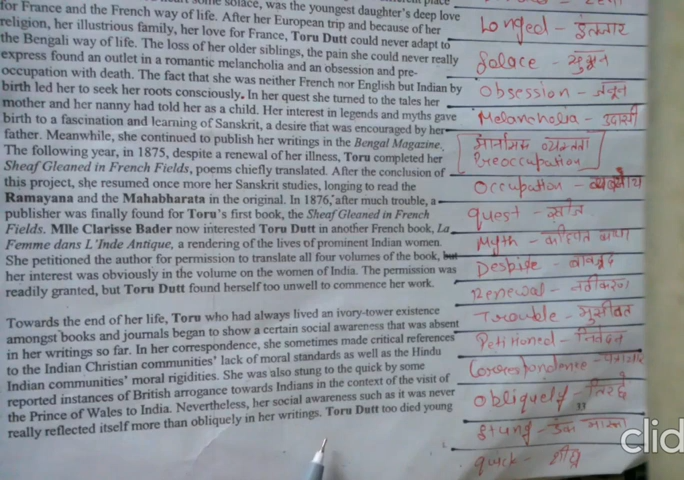 some solace, was the youngest daughter's deep love
for France and the French way of life. After her European trip and because of her
religion, her illustrious family, her love for France, Toru Dutt could never adapt to
the Bengali way of life. The loss of her older siblings, the pain she could never really
express found an outlet in a romantic melancholia and an obsession and pre-
occupation with death. The fact that she was neither French nor English but Indian by
birth led her to seek her roots consciously. In her quest she turned to the tales her
mother and her nanny had told her as a child. Her interest in legends and myths gave
birth to a fascination and learning of Sanskrit, a desire that was encouraged by her
father. Meanwhile, she continued to publish her writings in the Bengal Magazine.
The following year, in 1875, despite a renewal of her illness, Toru completed her
Sheaf Gleaned in French Fields, poems chiefly translated. After the conclusion of
this project, she resumed once more her Sanskrit studies, longing to read the
Ramayana and the Mahabharata in the original. In 1876, after much trouble, a
publisher was finally found for Toru's first book, the Sheaf Gleaned in French
Fields. Mlle Clarisse Bader now interested Toru Dutt in another French book, La
Femme dans L'Inde Antique, a rendering of the lives of prominent Indian women.
She petitioned the author for permission to translate all four volumes of the book, but
her interest was obviously in the volume on the women of India. The permission was
readily granted, but Toru Dutt found herself too unwell to commence her work.
Towards the end of her life, Toru who had always lived an ivory-tower existence
amongst books and journals began to show a certain social awareness that was absent
in her writings so far. In her correspondence, she sometimes made critical references
to the Indian Christian communities' lack of moral standards as well as the Hindu
Indian communities' moral rigidities. She was also stung to the quick by some
reported instances of British arrogance towards Indians in the context of the visit of
the Prince of Wales to India. Nevertheless, her social awareness such as it was never
really reflected itself more than obliquely in her writings. Toru Dutt too died young
Longed - इंतजार
Solace - सुकून
Obsession - जुनून
Melancholia - उदासी
Preoccupation
Occupation - व्यवसाय
quest - खोज
Myth - कल्पित कथा
Despide - बावजूद
Renewal - नवीकरण
Trouble - मुसीबत
Petitioned - निवेदन
Correspondence -
Obliquely - तिरछे
Stung - डंक मारना
quick - शीघ्र
clid